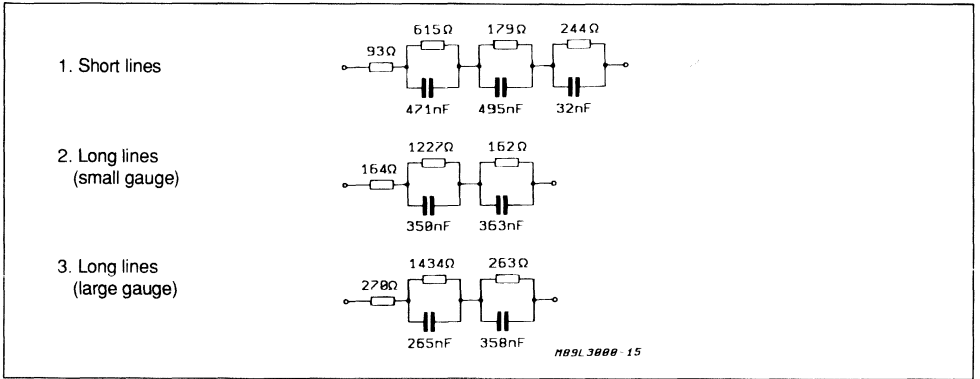 615Ω 179Ω 244Ω
93Ω
1. Short lines
471nF 495nF 32nF
1227Ω 162Ω
2. Long lines
(small gauge)
164Ω
350nF 363nF
1434Ω 263Ω
3. Long lines
(large gauge)
270Ω
265nF 358nF
M89L3000-15